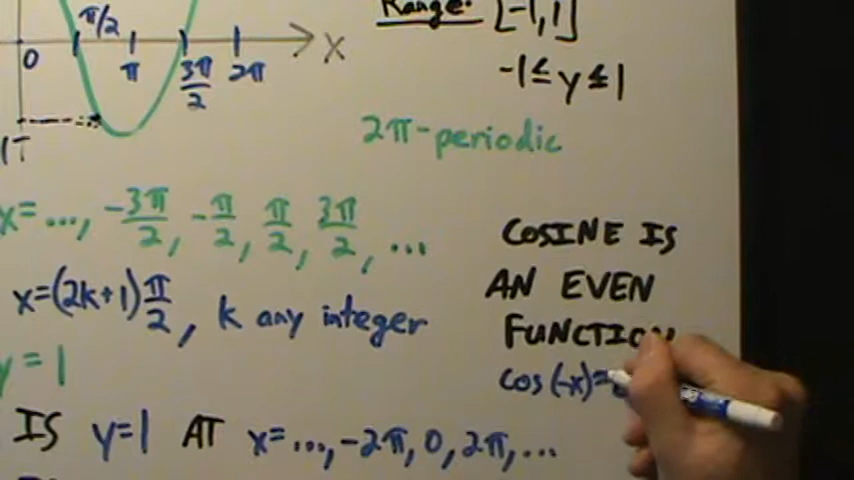 Range: [-1,1]
-1 ≤ y ≤ 1
π/2
0 π 3π/2 2π X
2π-periodic
x= ..., -3π/2, -π/2, π/2, 3π/2, ...
x=(2k+1)π/2, k any integer
COSINE IS
AN EVEN
FUNCTION
cos(-x)=
y=1
IS y=1 AT x= ..., -2π, 0, 2π, ...